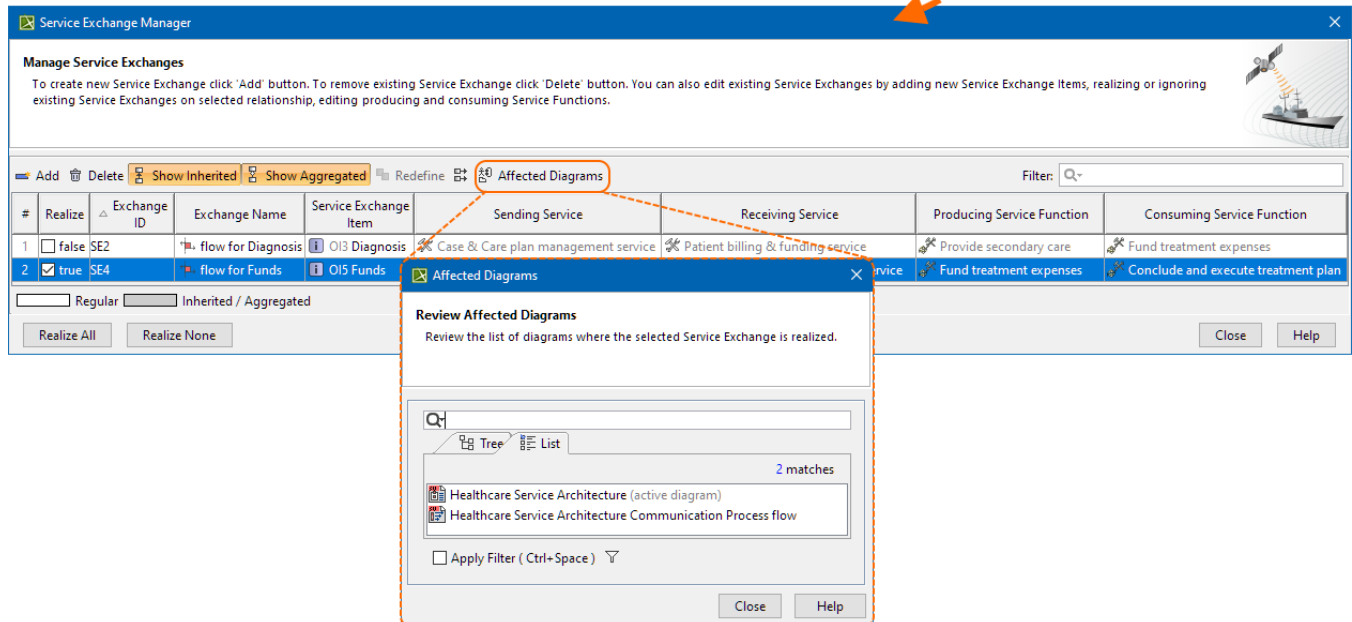 Service Exchange Manager
Manage Service Exchanges
To create new Service Exchange click 'Add' button. To remove existing Service Exchange click 'Delete' button. You can also edit existing Service Exchanges by adding new Service Exchange Items, realizing or ignoring
existing Service Exchanges on selected relationship, editing producing and consuming Service Functions.
Add Delete Show Inherited Show Aggregated Redefine Affected Diagrams Filter:
# Realize Exchange ID Exchange Name Service Exchange Item Sending Service Receiving Service Producing Service Function Consuming Service Function
1 false SE2 flow for Diagnosis OI3 Diagnosis Case & Care plan management service Patient billing & funding service Provide secondary care Fund treatment expenses
2 true SE4 flow for Funds OI5 Funds rvice Fund treatment expenses Conclude and execute treatment plan
Regular Inherited / Aggregated
Realize All Realize None Close Help
Affected Diagrams
Review Affected Diagrams
Review the list of diagrams where the selected Service Exchange is realized.
Tree List
2 matches
Healthcare Service Architecture (active diagram)
Healthcare Service Architecture Communication Process flow
Apply Filter ( Ctrl+Space )
Close Help